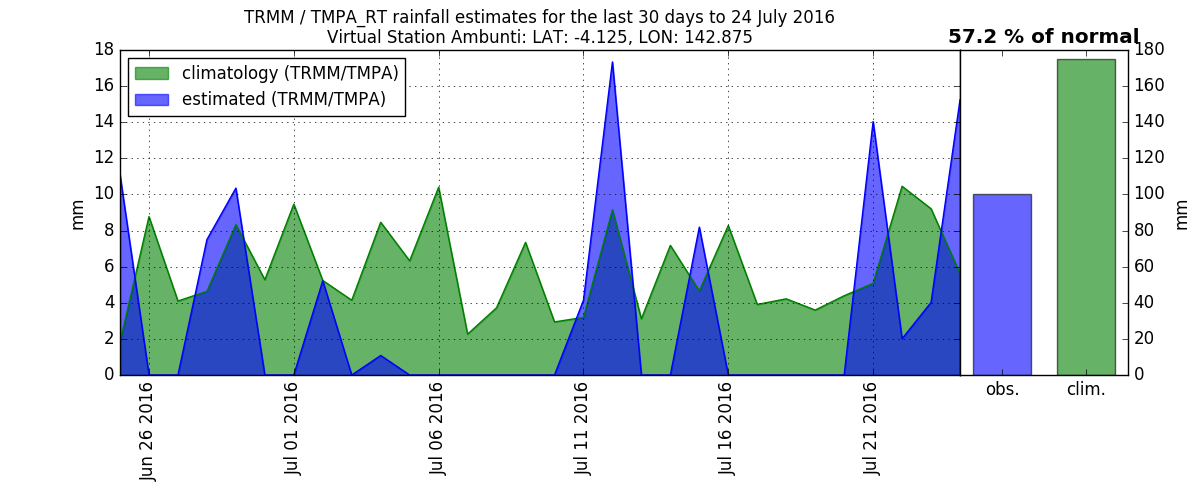 TRMM / TMPA_RT rainfall estimates for the last 30 days to 24 July 2016
Virtual Station Ambunti: LAT: -4.125, LON: 142.875
57.2 % of normal
climatology (TRMM/TMPA)
estimated (TRMM/TMPA)
18
16
14
12
10
8
6
4
2
0
mm
Jun 26 2016
Jul 01 2016
Jul 06 2016
Jul 11 2016
Jul 16 2016
Jul 21 2016
obs.
clim.
180
160
140
120
100
80
60
40
20
0
mm